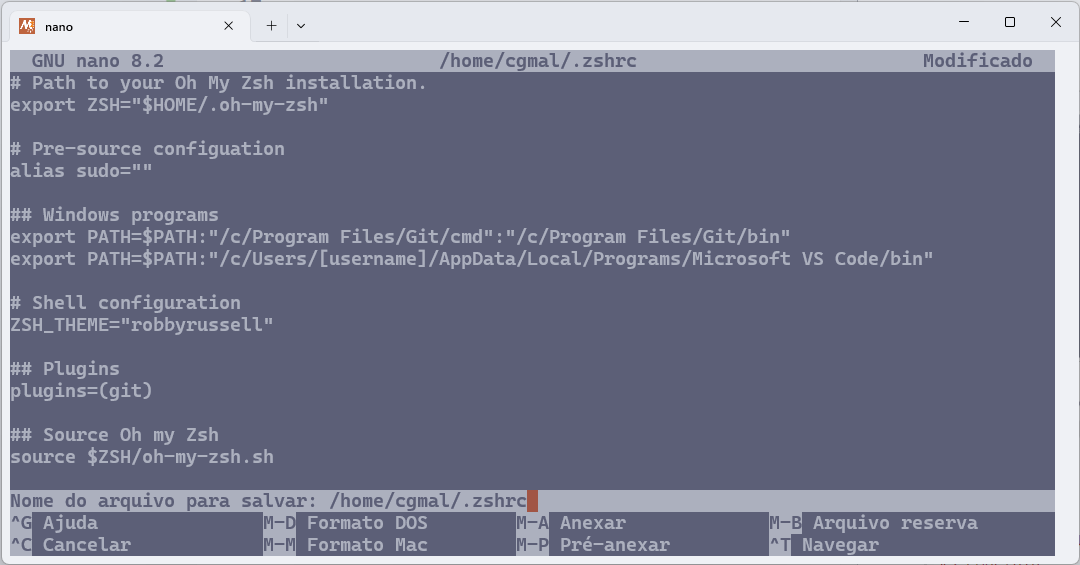 nano
GNU nano 8.2 /home/cgmal/.zshrc Modificado
# Path to your Oh My Zsh installation.
export ZSH="$HOME/.oh-my-zsh"
# Pre-source configuation
alias sudo=""
## Windows programs
export PATH=$PATH:"/c/Program Files/Git/cmd":"/c/Program Files/Git/bin"
export PATH=$PATH:"/c/Users/[username]/AppData/Local/Programs/Microsoft VS Code/bin"
# Shell configuration
ZSH_THEME="robbyrussell"
## Plugins
plugins=(git)
## Source Oh my Zsh
source $ZSH/oh-my-zsh.sh
Nome do arquivo para salvar: /home/cgmal/.zshrc
^G Ajuda M-D Formato DOS M-A Anexar M-B Arquivo reserva
^C Cancelar M-M Formato Mac M-P Pré-anexar ^T Navegar